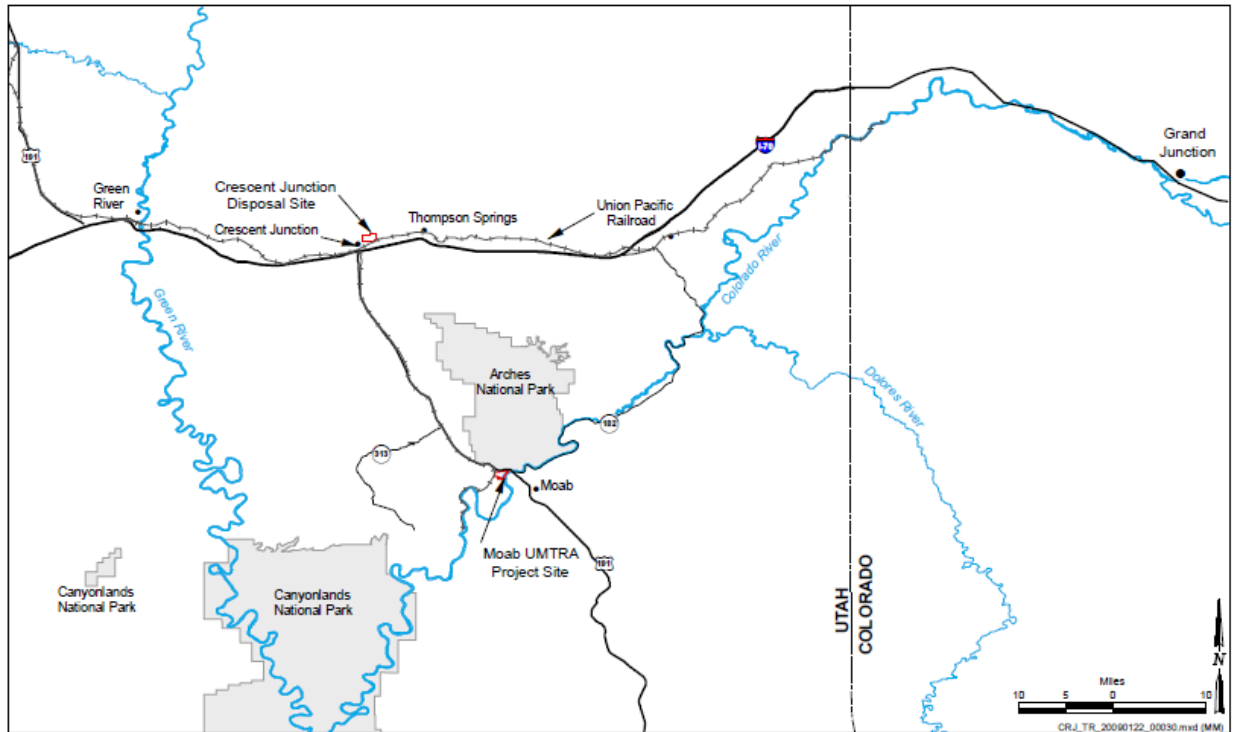 191
Green
River
Crescent Junction
Disposal Site
Crescent Junction
Thompson Springs
Union Pacific
Railroad
Grand
Junction
Green River
Colorado River
Dolores River
Arches
National Park
313
Moab
Moab UMTRA
Project Site
191
Canyonlands
National Park
Canyonlands
National Park
UTAH
COLORADO
N
Miles
10 5 0 10
CRJ_TR_20090122_00030.mxd (MM)